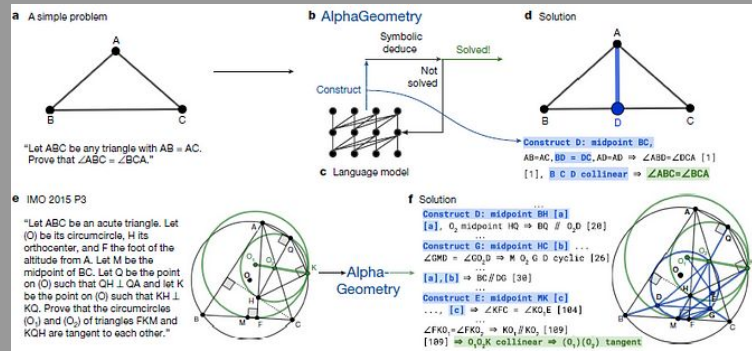 a A simple problem
A
B
C
"Let ABC be any triangle with AB = AC.
Prove that ∠ABC = ∠BCA."
b AlphaGeometry
Symbolic
deduce
Solved!
Not
solved
Construct
c Language model
d Solution
A
B
D
C
Construct D: midpoint BC,
AB=AC, BD = DC, AD=AD ⇒ ∠ABD=∠DCA [1]
[1], B C D collinear ⇒ ∠ABC=∠BCA
e IMO 2015 P3
"Let ABC be an acute triangle. Let
(O) be its circumcircle, H its
orthocenter, and F the foot of the
altitude from A. Let M be the
midpoint of BC. Let Q be the point
on (O) such that QH ⊥ QA and let K
be the point on (O) such that KH ⊥
KQ. Prove that the circumcircles
(O₁) and (O₂) of triangles FKM and
KQH are tangent to each other."
A
Q
O
K
H
B
M
F
C
Alpha-
Geometry
f Solution
...
Construct D: midpoint BH [a]
[a], O₂ midpoint HQ ⇒ BQ // O₂D [20]
...
Construct G: midpoint HC [b] ...
∠GMD = ∠GO₂D ⇒ M O₂ G D cyclic [26]
...
[a],[b] ⇒ BC//DG [30]
...
Construct E: midpoint MK [c]
..., [c] ⇒ ∠KFC = ∠KO₁E [104]
...
∠FKO₁=∠FKO₂ ⇒ KO₁//KO₂ [109]
[109] ⇒ O₁O₂K collinear ⇒ (O₁)(O₂) tangent
A
Q
O
K
H
D
G
B
M
F
C